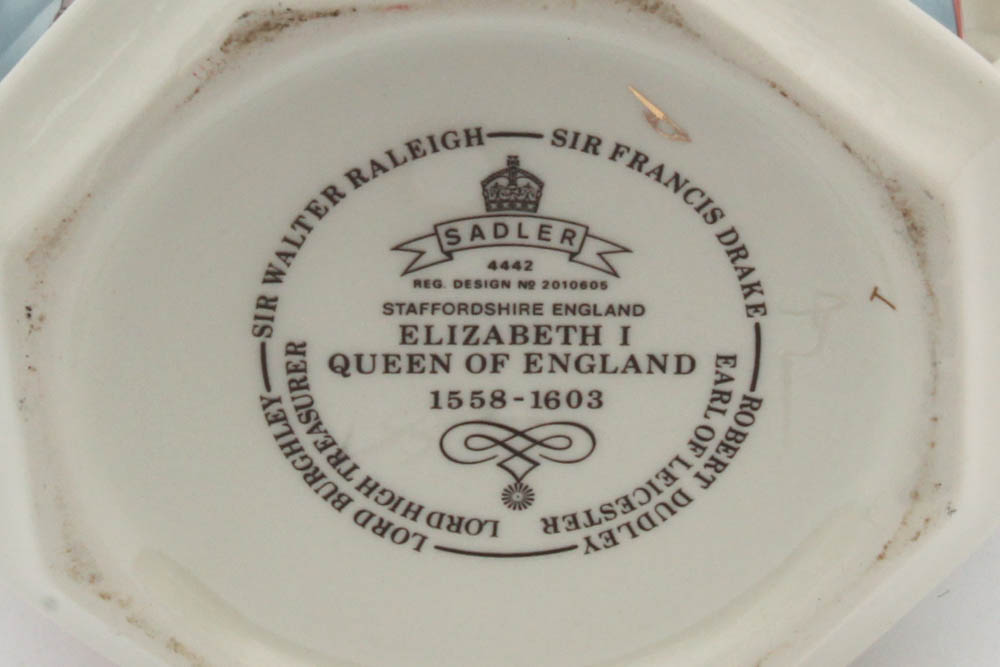 SIR WALTER RALEIGH
SIR FRANCIS DRAKE
ROBERT DUDLEY
EARL OF LEICESTER
LORD BURGHLEY
LORD HIGH TREASURER
SADLER
4442
REG. DESIGN Nº 2010605
STAFFORDSHIRE ENGLAND
ELIZABETH I
QUEEN OF ENGLAND
1558-1603
T